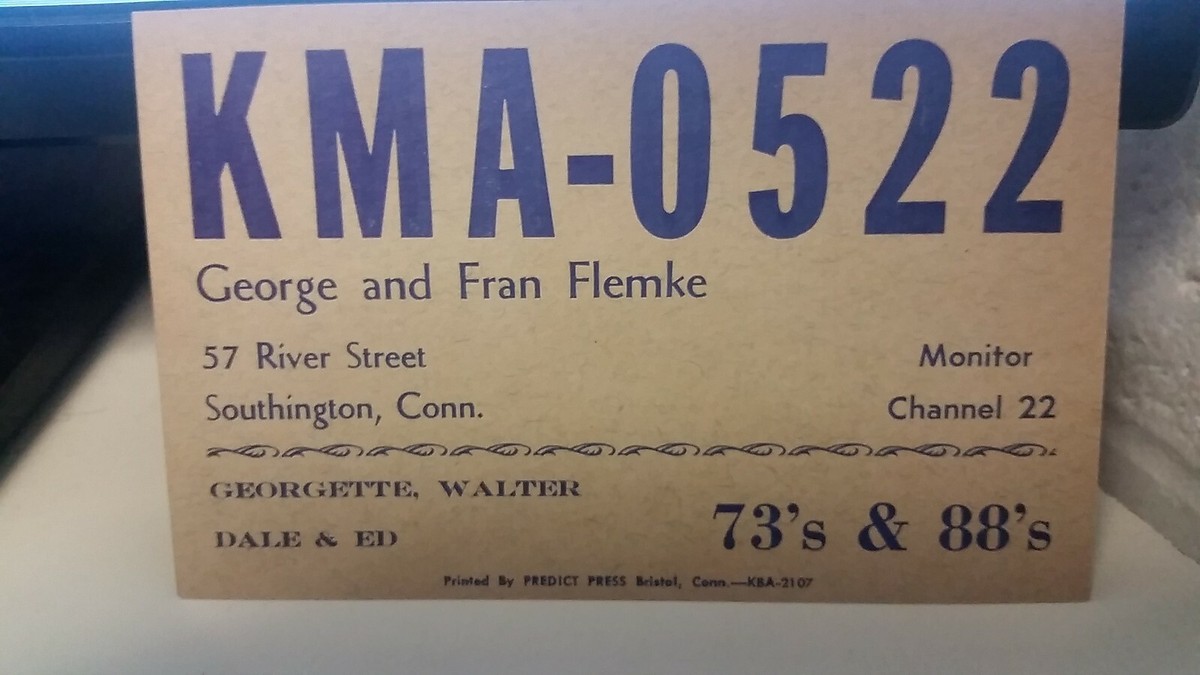 KMA-0522
George and Fran Flemke
57 River Street
Monitor
Southington, Conn.
Channel 22
GEORGETTE, WALTER
DALE & ED
73's & 88's
Printed By PREDICT PRESS Bristol, Conn.—KBA-2107